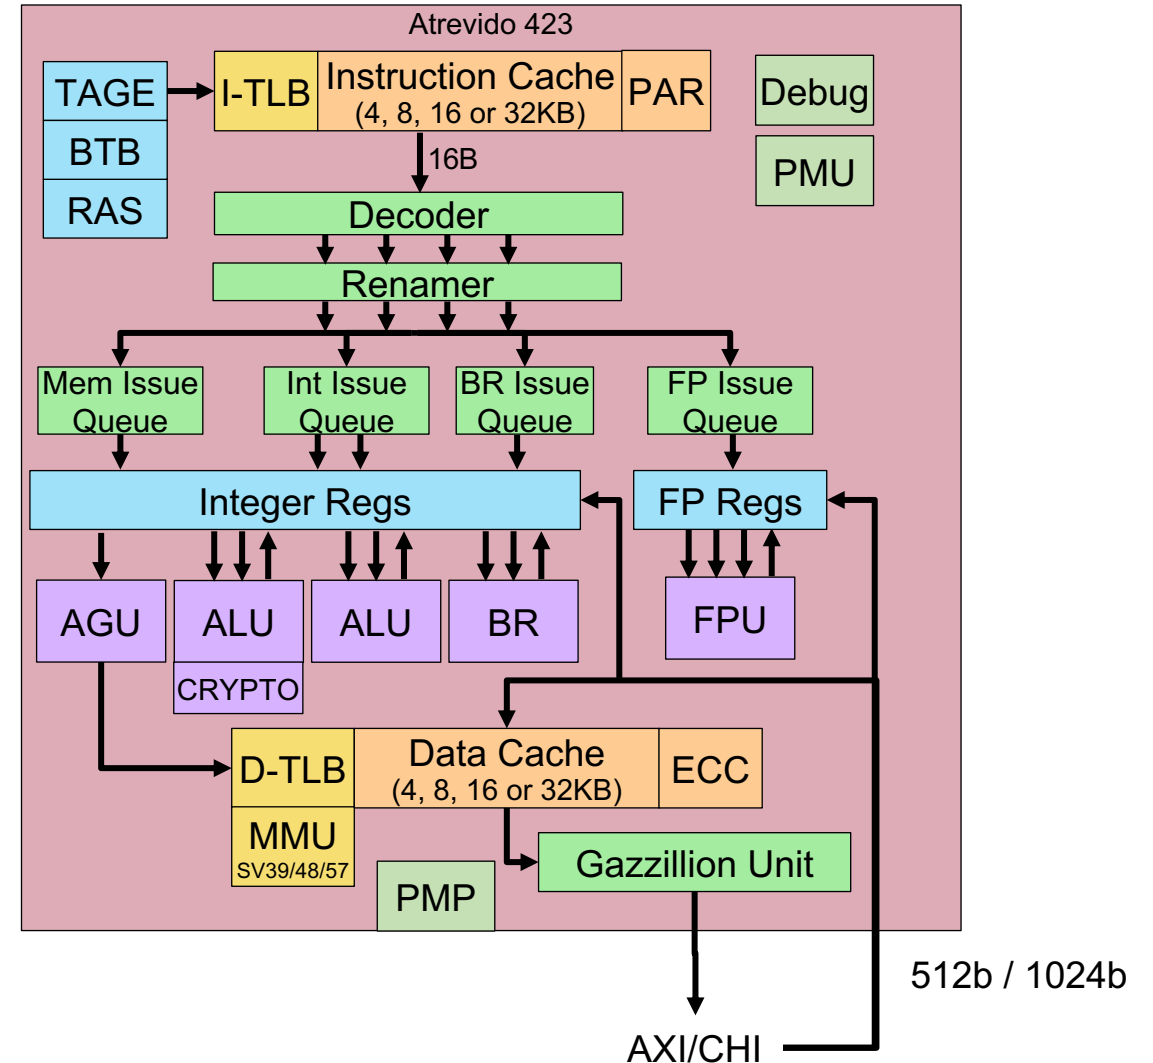 Atrevido 423
TAGE
I-TLB
Instruction Cache
(4, 8, 16 or 32KB)
PAR
Debug
BTB
16B
PMU
RAS
Decoder
Renamer
Mem Issue
Queue
Int Issue
Queue
BR Issue
Queue
FP Issue
Queue
Integer Regs
FP Regs
AGU
ALU
ALU
BR
FPU
CRYPTO
D-TLB
Data Cache
(4, 8, 16 or 32KB)
ECC
MMU
SV39/48/57
Gazzillion Unit
PMP
512b / 1024b
AXI/CHI